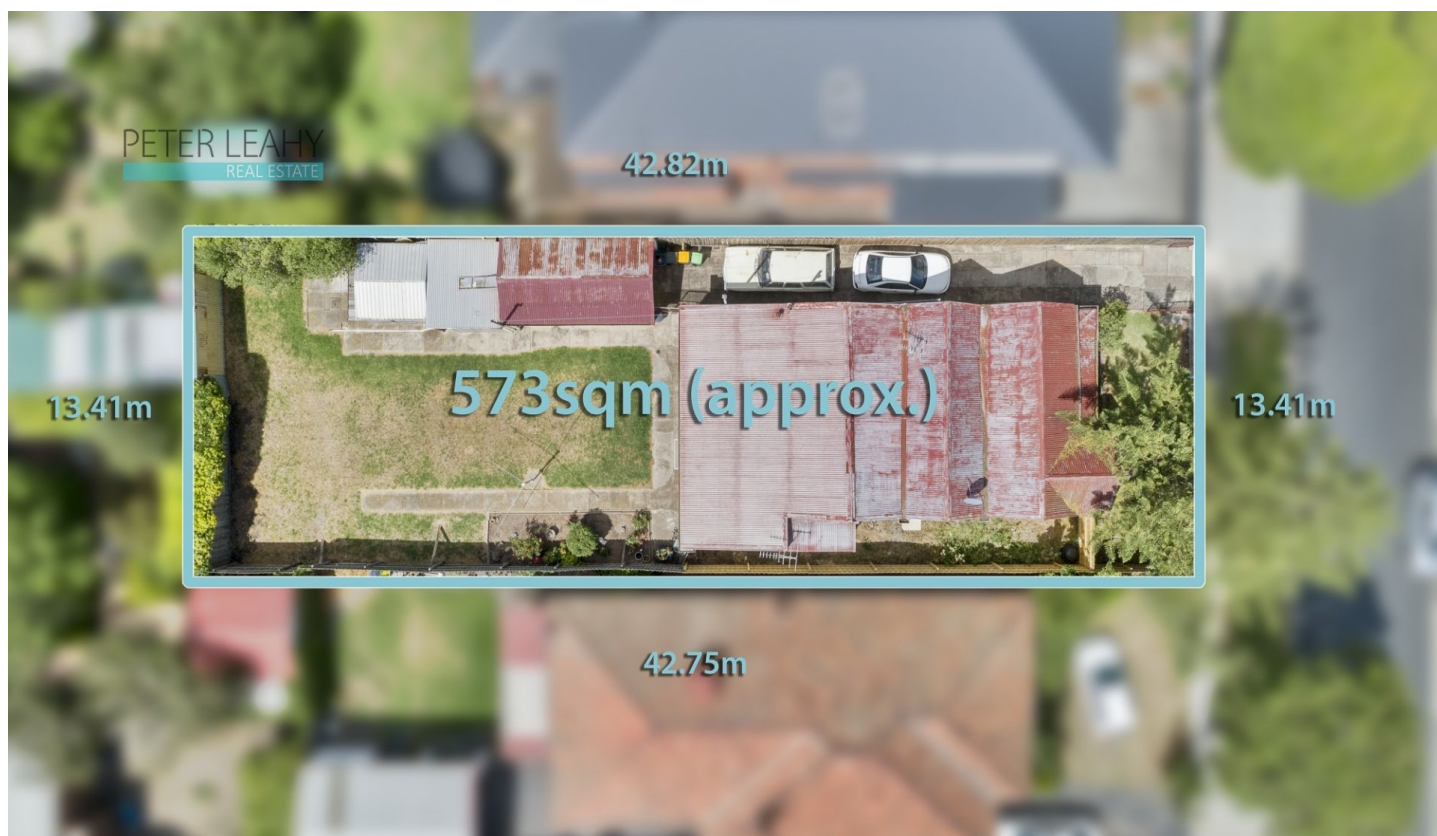 PETER LEAHY
REAL ESTATE
42.82m
573sqm (approx.)
13.41m
13.41m
42.75m